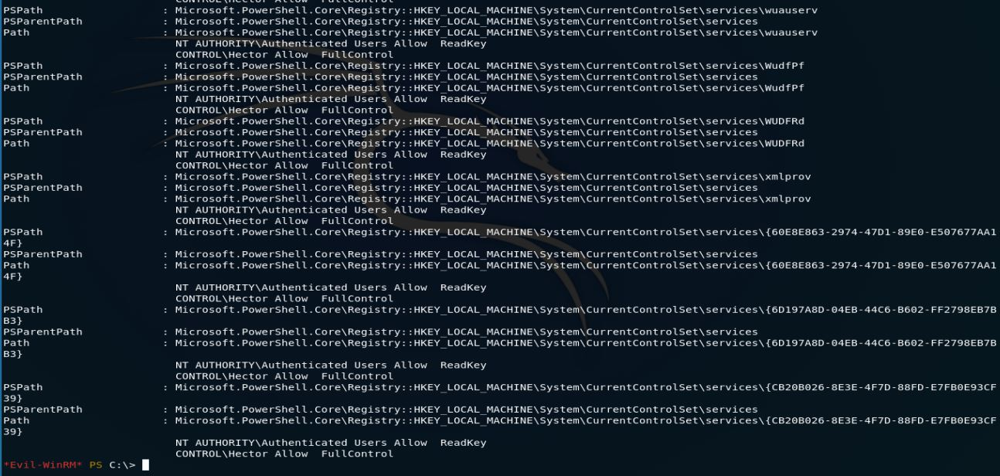 CONTROL\Hector Allow  FullControl
PSPath                  : Microsoft.PowerShell.Core\Registry::HKEY_LOCAL_MACHINE\System\CurrentControlSet\services\wuauserv
PSParentPath            : Microsoft.PowerShell.Core\Registry::HKEY_LOCAL_MACHINE\System\CurrentControlSet\services
Path                    : Microsoft.PowerShell.Core\Registry::HKEY_LOCAL_MACHINE\System\CurrentControlSet\services\wuauserv
NT AUTHORITY\Authenticated Users Allow  ReadKey
CONTROL\Hector Allow  FullControl
PSPath                  : Microsoft.PowerShell.Core\Registry::HKEY_LOCAL_MACHINE\System\CurrentControlSet\services\WudfPf
PSParentPath            : Microsoft.PowerShell.Core\Registry::HKEY_LOCAL_MACHINE\System\CurrentControlSet\services
Path                    : Microsoft.PowerShell.Core\Registry::HKEY_LOCAL_MACHINE\System\CurrentControlSet\services\WudfPf
NT AUTHORITY\Authenticated Users Allow  ReadKey
CONTROL\Hector Allow  FullControl
PSPath                  : Microsoft.PowerShell.Core\Registry::HKEY_LOCAL_MACHINE\System\CurrentControlSet\services\WUDFRd
PSParentPath            : Microsoft.PowerShell.Core\Registry::HKEY_LOCAL_MACHINE\System\CurrentControlSet\services
Path                    : Microsoft.PowerShell.Core\Registry::HKEY_LOCAL_MACHINE\System\CurrentControlSet\services\WUDFRd
NT AUTHORITY\Authenticated Users Allow  ReadKey
CONTROL\Hector Allow  FullControl
PSPath                  : Microsoft.PowerShell.Core\Registry::HKEY_LOCAL_MACHINE\System\CurrentControlSet\services\xmlprov
PSParentPath            : Microsoft.PowerShell.Core\Registry::HKEY_LOCAL_MACHINE\System\CurrentControlSet\services
Path                    : Microsoft.PowerShell.Core\Registry::HKEY_LOCAL_MACHINE\System\CurrentControlSet\services\xmlprov
NT AUTHORITY\Authenticated Users Allow  ReadKey
CONTROL\Hector Allow  FullControl
PSPath                  : Microsoft.PowerShell.Core\Registry::HKEY_LOCAL_MACHINE\System\CurrentControlSet\services\{60E8E863-2974-47D1-89E0-E507677AA1
4F}
PSParentPath            : Microsoft.PowerShell.Core\Registry::HKEY_LOCAL_MACHINE\System\CurrentControlSet\services
Path                    : Microsoft.PowerShell.Core\Registry::HKEY_LOCAL_MACHINE\System\CurrentControlSet\services\{60E8E863-2974-47D1-89E0-E507677AA1
4F}
NT AUTHORITY\Authenticated Users Allow  ReadKey
CONTROL\Hector Allow  FullControl
PSPath                  : Microsoft.PowerShell.Core\Registry::HKEY_LOCAL_MACHINE\System\CurrentControlSet\services\{6D197A8D-04EB-44C6-B602-FF2798EB7B
B3}
PSParentPath            : Microsoft.PowerShell.Core\Registry::HKEY_LOCAL_MACHINE\System\CurrentControlSet\services
Path                    : Microsoft.PowerShell.Core\Registry::HKEY_LOCAL_MACHINE\System\CurrentControlSet\services\{6D197A8D-04EB-44C6-B602-FF2798EB7B
B3}
NT AUTHORITY\Authenticated Users Allow  ReadKey
CONTROL\Hector Allow  FullControl
PSPath                  : Microsoft.PowerShell.Core\Registry::HKEY_LOCAL_MACHINE\System\CurrentControlSet\services\{CB20B026-8E3E-4F7D-88FD-E7FB0E93CF
39}
PSParentPath            : Microsoft.PowerShell.Core\Registry::HKEY_LOCAL_MACHINE\System\CurrentControlSet\services
Path                    : Microsoft.PowerShell.Core\Registry::HKEY_LOCAL_MACHINE\System\CurrentControlSet\services\{CB20B026-8E3E-4F7D-88FD-E7FB0E93CF
39}
NT AUTHORITY\Authenticated Users Allow  ReadKey
CONTROL\Hector Allow  FullControl
*Evil-WinRM* PS C:\>